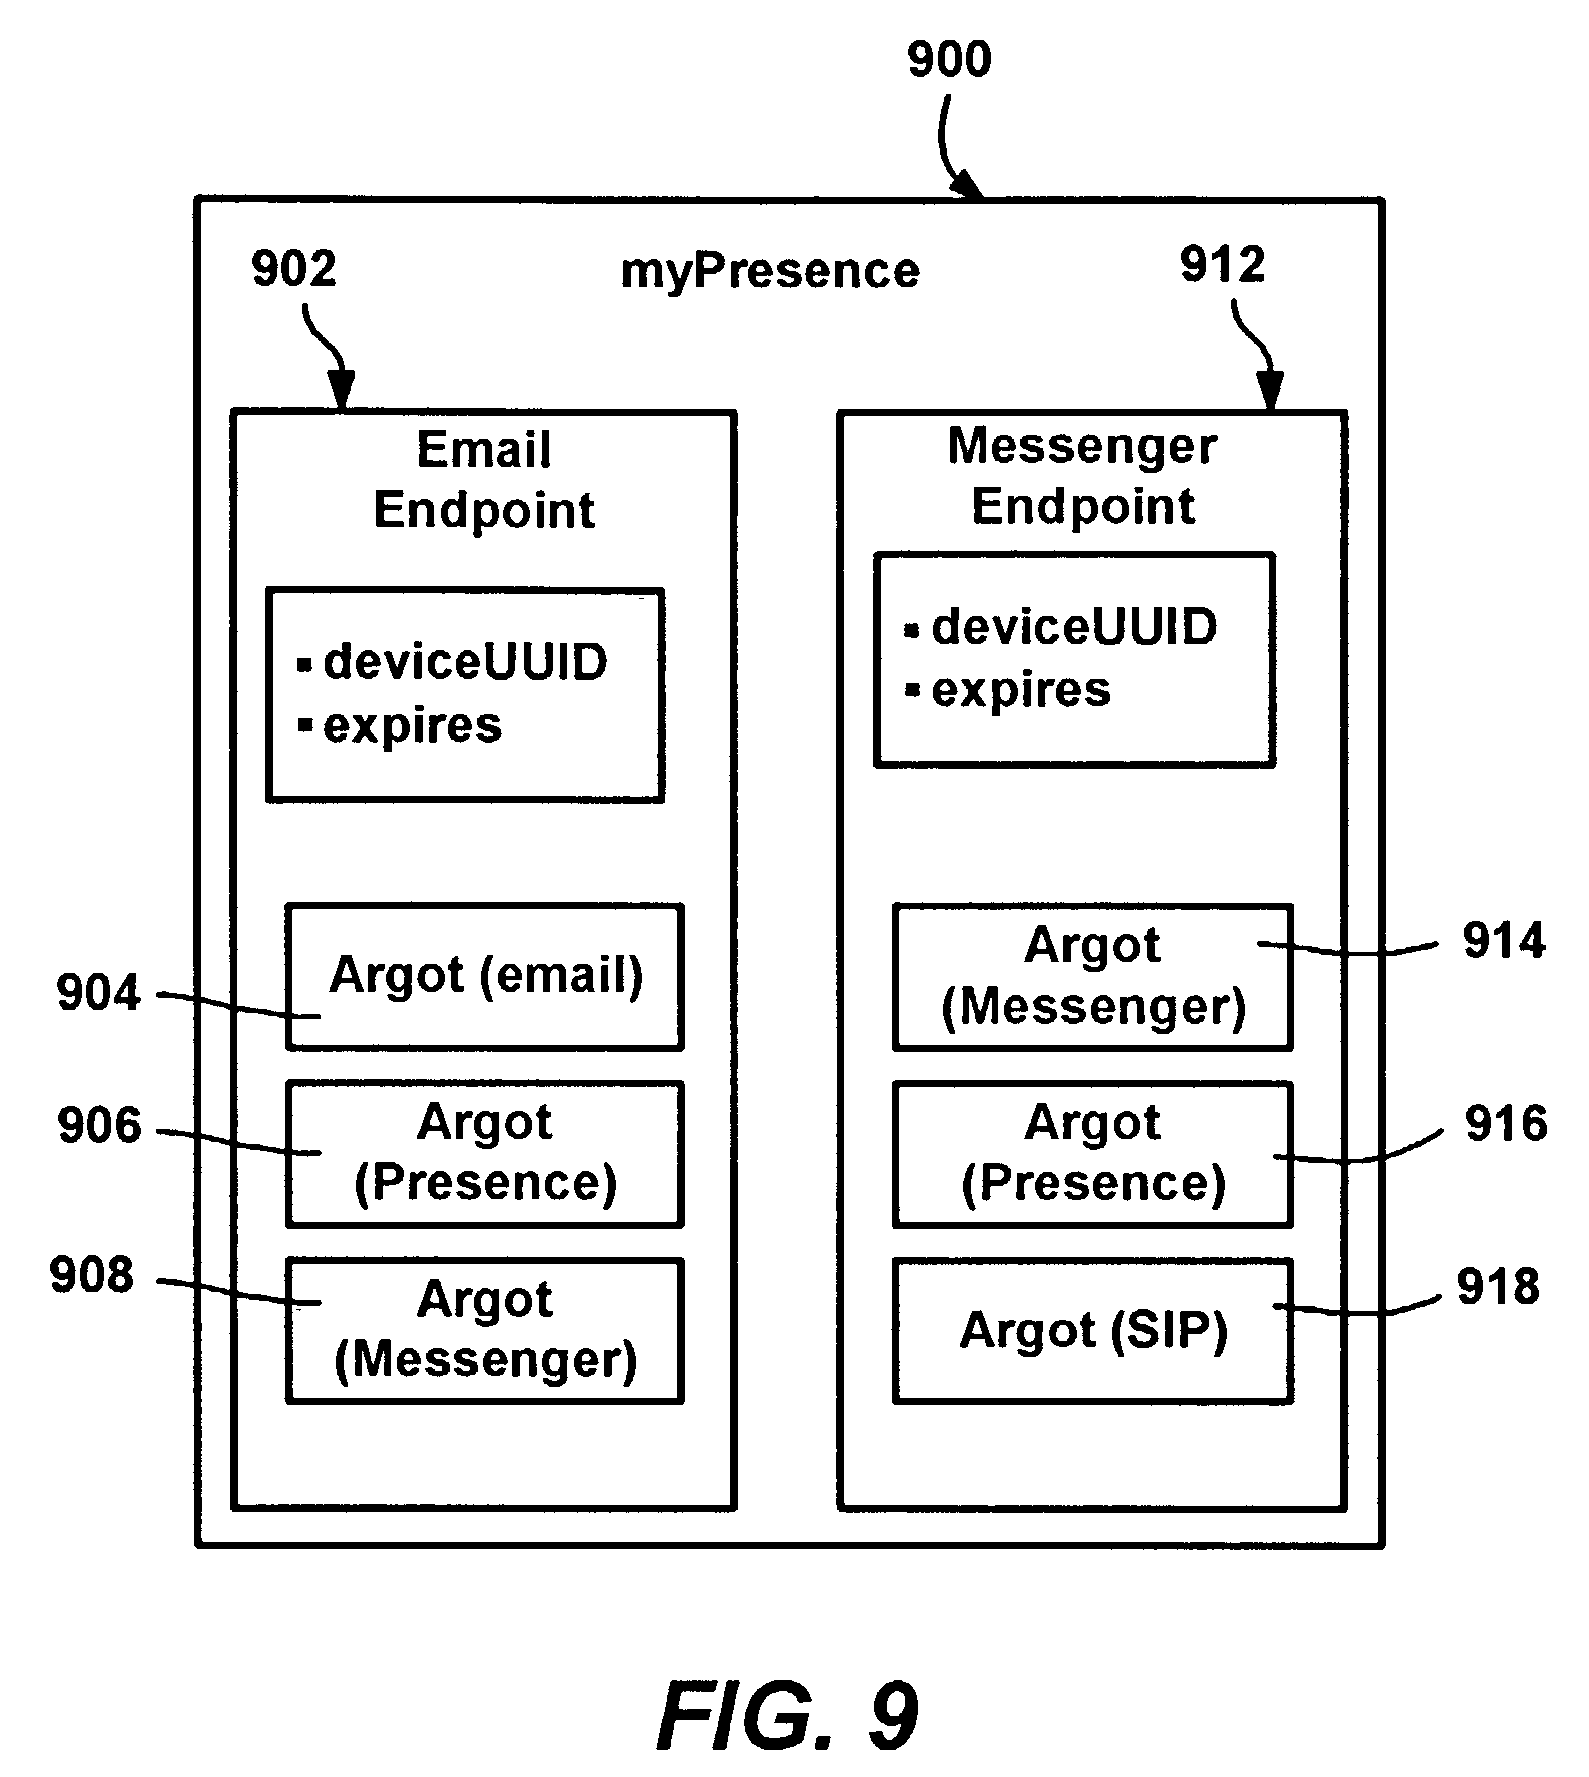 900
myPresence
902
912
Email
Endpoint
▪ deviceUUID
▪ expires
904
Argot (email)
906
Argot
(Presence)
908
Argot
(Messenger)
Messenger
Endpoint
▪ deviceUUID
▪ expires
Argot
(Messenger)
914
Argot
(Presence)
916
Argot (SIP)
918
FIG. 9